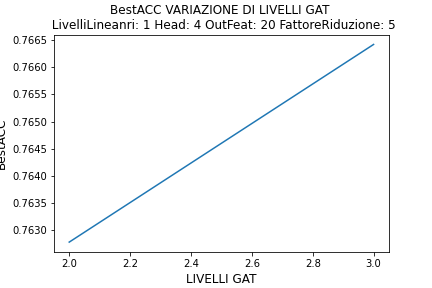 BestACC VARIAZIONE DI LIVELLI GAT
LivelliLineanri: 1 Head: 4 OutFeat: 20 FattoreRiduzione: 5
0.7665
0.7660
0.7655
0.7650
0.7645
0.7640
0.7635
0.7630
BestACC
2.0 2.2 2.4 2.6 2.8 3.0
LIVELLI GAT